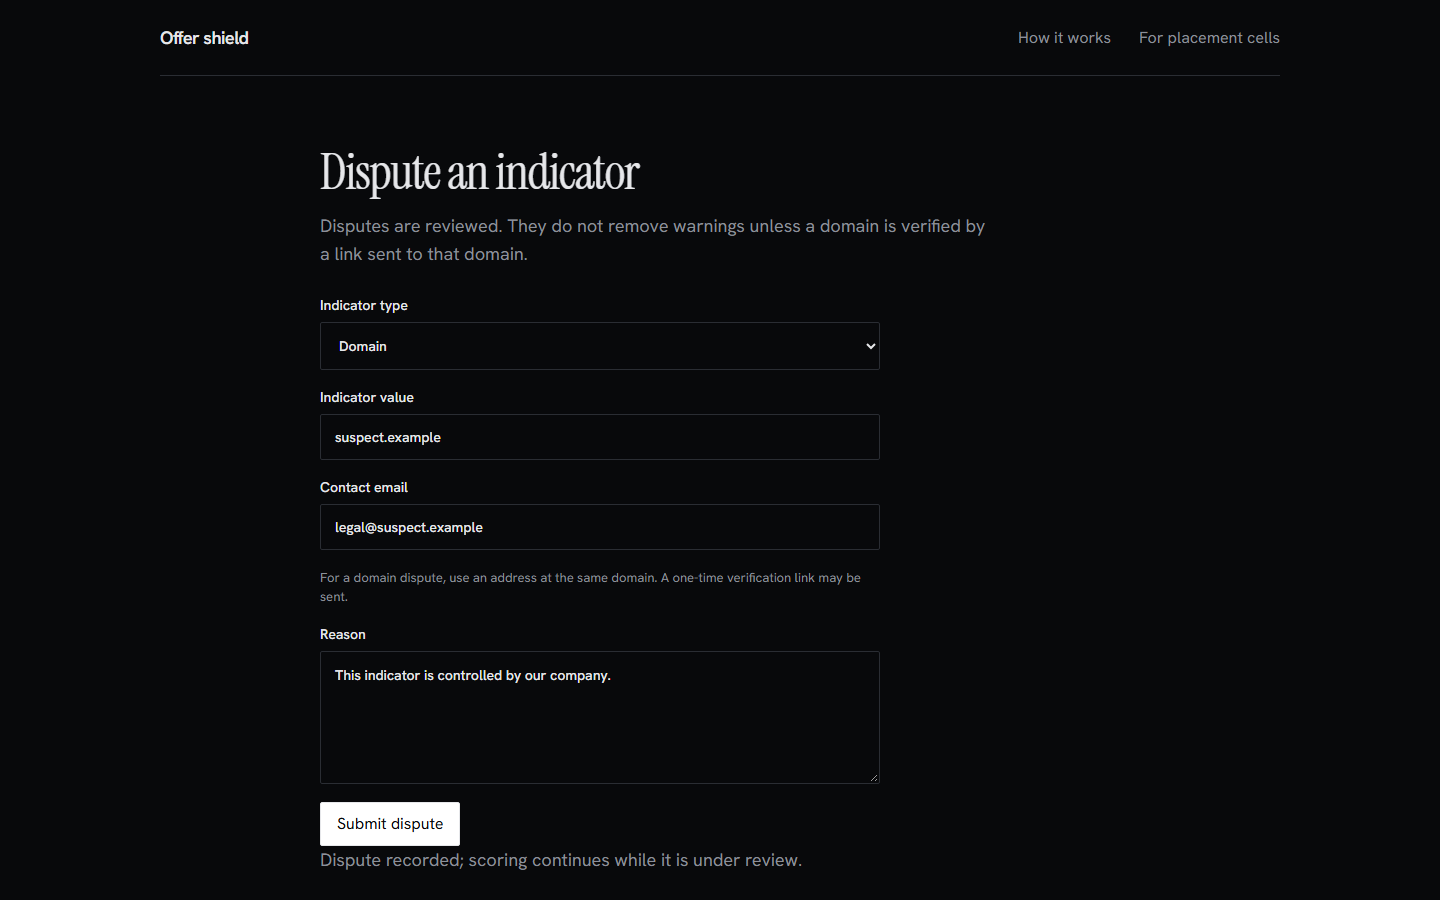 Offer shield
How it works
For placement cells
Dispute an indicator
Disputes are reviewed. They do not remove warnings unless a domain is verified by
a link sent to that domain.
Indicator type
Domain
Indicator value
suspect.example
Contact email
legal@suspect.example
For a domain dispute, use an address at the same domain. A one-time verification link may be
sent.
Reason
This indicator is controlled by our company.
Submit dispute
Dispute recorded; scoring continues while it is under review.